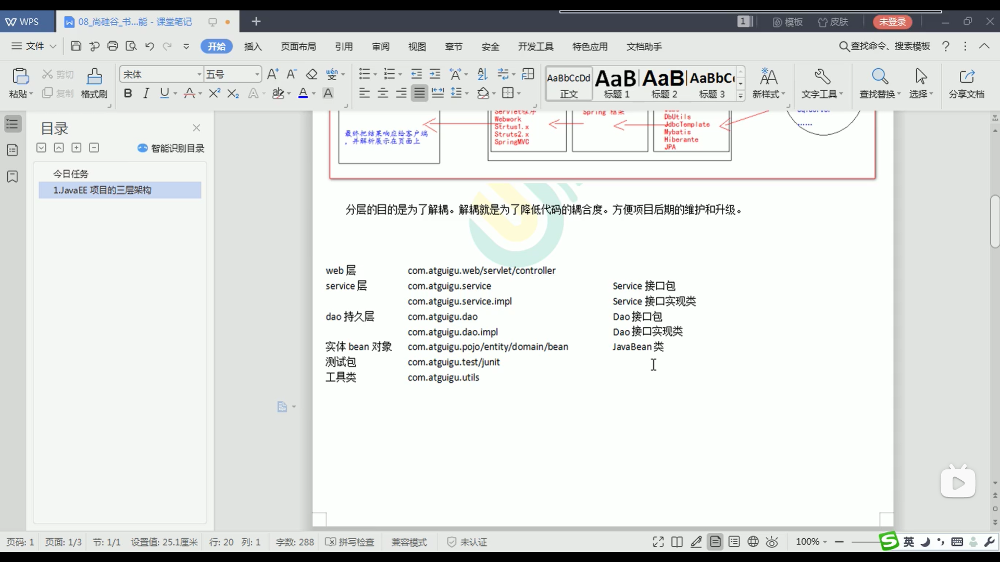 WPS
08_尚硅谷_书...能 - 课堂笔记
1
模板
皮肤
未登录
文件
开始
插入
页面布局
引用
审阅
视图
章节
安全
开发工具
特色应用
文档助手
查找命令、搜索模板
粘贴
剪切
复制
格式刷
宋体
五号
AaBbCcDd
正文
AaB
标题 1
AaB
标题 2
AaBbC
标题 3
新样式
文字工具
查找替换
选择
分享文档
目录
智能识别目录
今日任务
1.JavaEE 项目的三层架构
最终把结果响应给客户端
，并解析展示在页面上
Servlet程序
Webwork
Strtus1.x
Struts2.x
SpringMVC
Spring 框架
DbUtils
JdbcTemplate
Mybatis
Hiberante
JPA
SqlServer
......
分层的目的是为了解耦。解耦就是为了降低代码的耦合度。方便项目后期的维护和升级。
web 层 com.atguigu.web/servlet/controller
service 层 com.atguigu.service Service 接口包
com.atguigu.service.impl Service 接口实现类
dao 持久层 com.atguigu.dao Dao 接口包
com.atguigu.dao.impl Dao 接口实现类
实体 bean 对象 com.atguigu.pojo/entity/domain/bean JavaBean 类
测试包 com.atguigu.test/junit
工具类 com.atguigu.utils
页码: 1 页面: 1/3 节: 1/1 设置值: 25.1厘米 行: 20 列: 1 字数: 288 拼写检查 兼容模式 未认证
100%
英